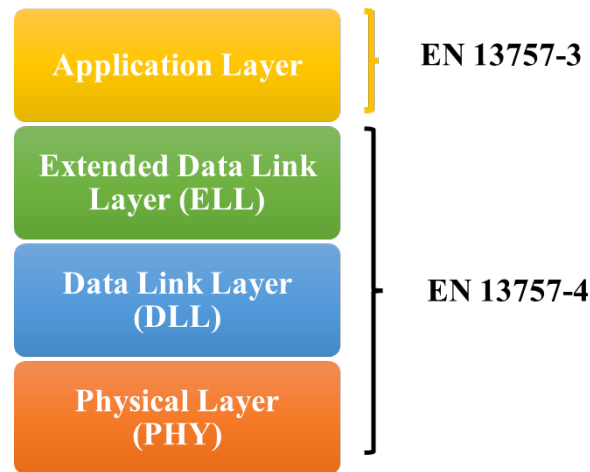 Application Layer
EN 13757-3
Extended Data Link
Layer (ELL)
Data Link Layer
(DLL)
EN 13757-4
Physical Layer
(PHY)